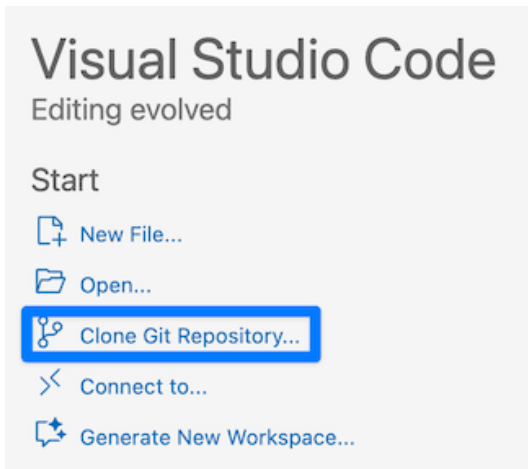 Visual Studio Code
Editing evolved
Start
New File...
Open...
Clone Git Repository...
Connect to...
Generate New Workspace...